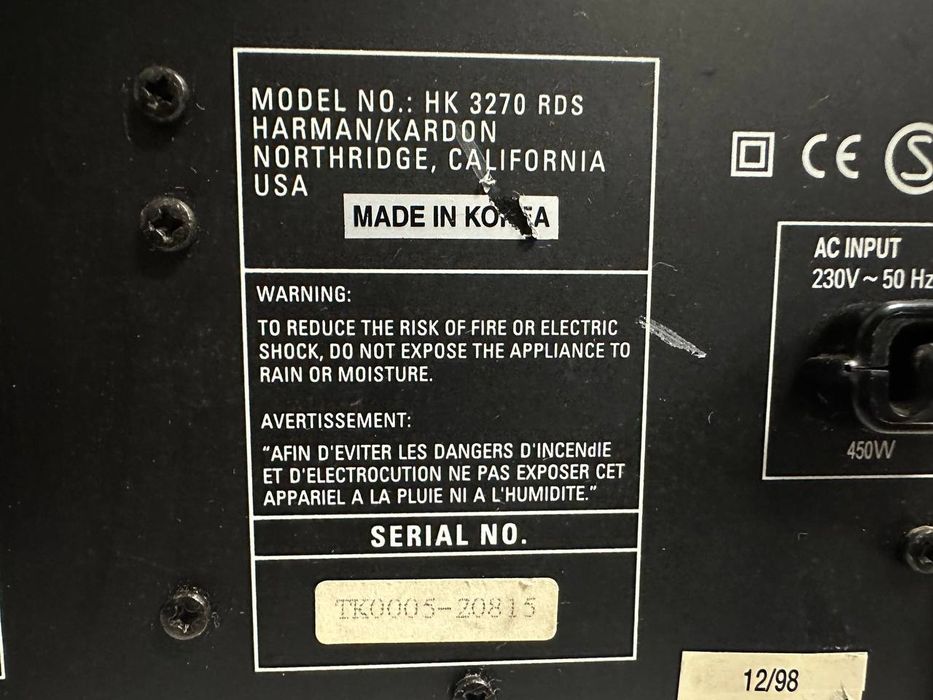 MODEL NO.: HK 3270 RDS
HARMAN/KARDON
NORTHRIDGE, CALIFORNIA
USA
MADE IN KOREA
WARNING:
TO REDUCE THE RISK OF FIRE OR ELECTRIC
SHOCK, DO NOT EXPOSE THE APPLIANCE TO
RAIN OR MOISTURE.
AVERTISSEMENT:
“AFIN D'EVITER LES DANGERS D'INCENdIE
ET D'ELECTROCUTION NE PAS EXPOSER CET
APPARIEL A LA PLUIE NI A L'HUMIDITE.”
SERIAL NO.
TK0005-20815
CE
S
AC INPUT
230V ~ 50 Hz
450W
12/98